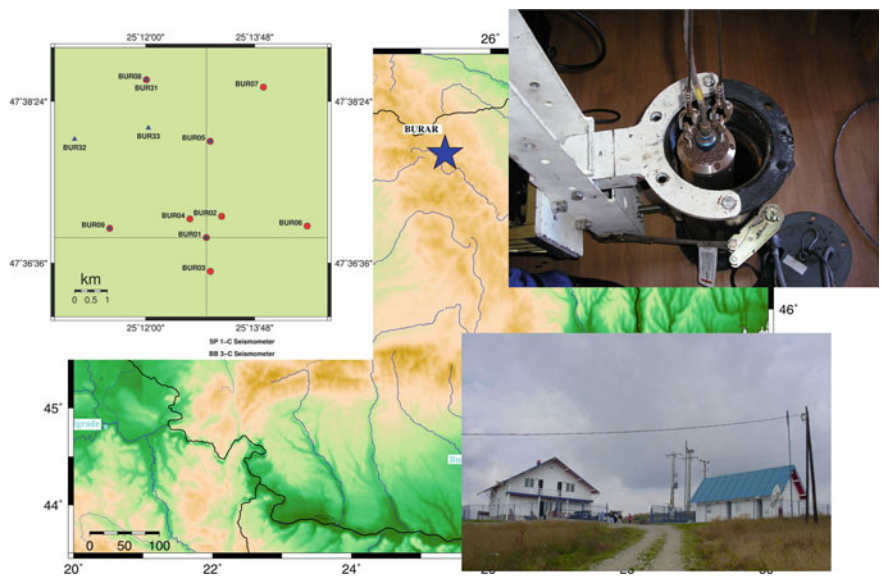 25°12'00"
25°13'48"
26°
BUR08
BUR31
BUR07
47°38'24"
47°38'24"
BURAR
BUR33
BUR05
BUR32
BUR04
BUR02
BUR09
BUR06
BUR01
47°36'36"
47°36'36"
BUR03
km
0 0.5 1
25°12'00"
25°13'48"
46°
SP 1-C Seismometer
BB 3-C Seismometer
45°
44°
0 50 100
20°
22°
24°